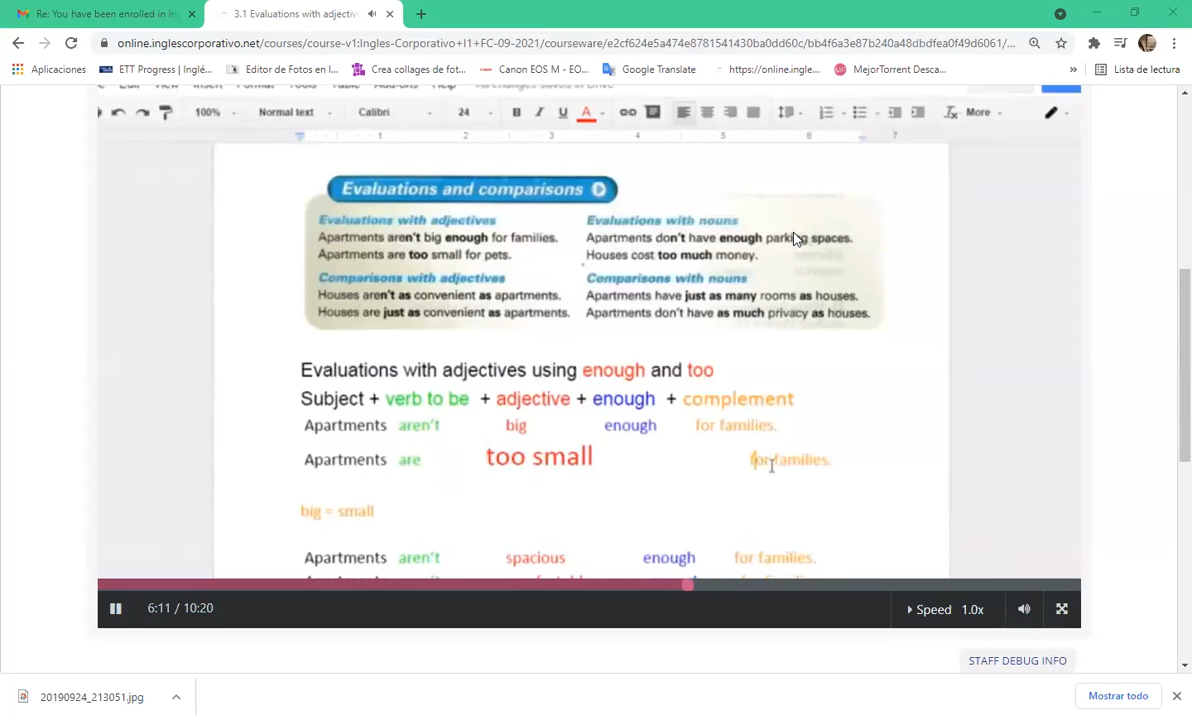 Re: You have been enrolled in In
3.1 Evaluations with adjectiv
online.inglescorporativo.net/courses/course-v1:Ingles-Corporativo+I1+FC-09-2021/courseware/e2cf624e5a474e8781541430ba0dd60c/bb4f6a3e87b240a48dbdfea0f49d6061/...
Aplicaciones
ETT Progress | Inglé...
Editor de Fotos en l...
Crea collages de fot...
Canon EOS M - EO...
Google Translate
https://online.ingle...
MejorTorrent Desca...
»
Lista de lectura
100% Normal text Calibri 24 B I U A More
1 2 3 4 5 6 7
Evaluations and comparisons D
Evaluations with adjectives
Apartments aren't big enough for families.
Apartments are too small for pets.
Comparisons with adjectives
Houses aren't as convenient as apartments.
Houses are just as convenient as apartments.
Evaluations with nouns
Apartments don't have enough parking spaces.
Houses cost too much money.
Comparisons with nouns
Apartments have just as many rooms as houses.
Apartments don't have as much privacy as houses.
Evaluations with adjectives using enough and too
Subject + verb to be + adjective + enough + complement
Apartments aren't big enough for families.
Apartments are too small for families.
big = small
Apartments aren't spacious enough for families.
6:11 / 10:20
Speed 1.0x
STAFF DEBUG INFO
20190924_213051.jpg
Mostrar todo